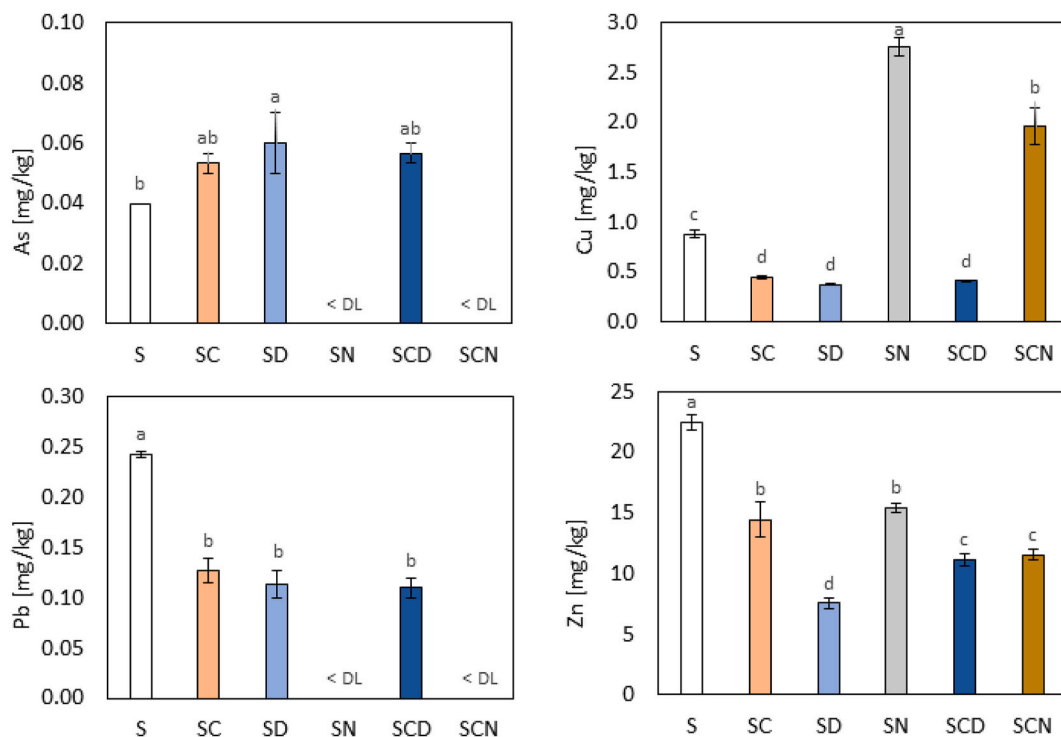 As [mg/kg]
0.10
0.08
0.06
0.04
0.02
0.00
b
ab
a
< DL
ab
< DL
S SC SD SN SCD SCN
Cu [mg/kg]
3.0
2.5
2.0
1.5
1.0
0.5
0.0
c
d
d
a
d
b
S SC SD SN SCD SCN
Pb [mg/kg]
0.30
0.25
0.20
0.15
0.10
0.05
0.00
a
b
b
< DL
b
< DL
S SC SD SN SCD SCN
Zn [mg/kg]
25
20
15
10
5
0
a
b
d
b
c
c
S SC SD SN SCD SCN